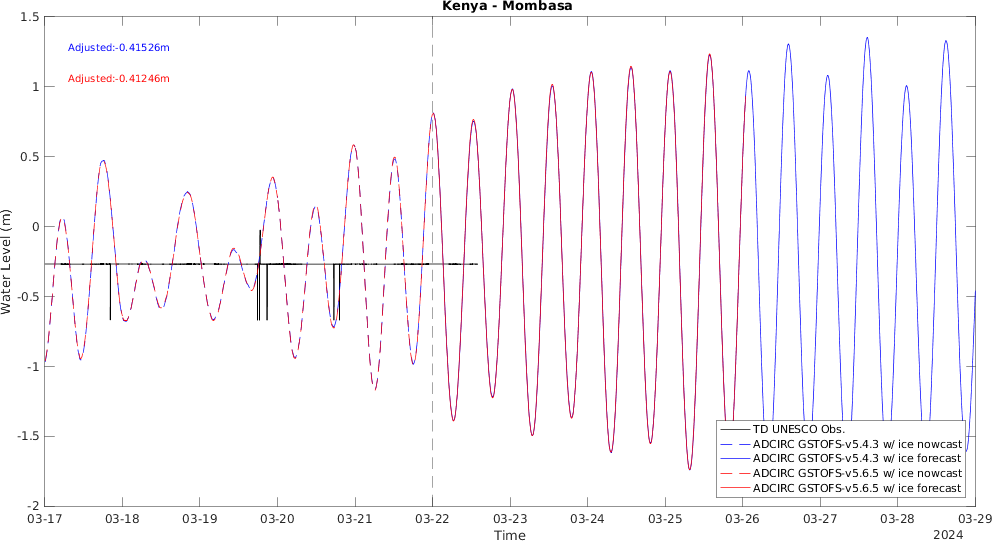 Kenya - Mombasa
Adjusted:-0.41526m
Adjusted:-0.41246m
Water Level (m)
1.5
1
0.5
0
-0.5
-1
-1.5
-2
TD UNESCO Obs.
ADCIRC GSTOFS-v5.4.3 w/ ice nowcast
ADCIRC GSTOFS-v5.4.3 w/ ice forecast
ADCIRC GSTOFS-v5.6.5 w/ ice nowcast
ADCIRC GSTOFS-v5.6.5 w/ ice forecast
03-17 03-18 03-19 03-20 03-21 03-22 03-23 03-24 03-25 03-26 03-27 03-28 03-29
Time
2024